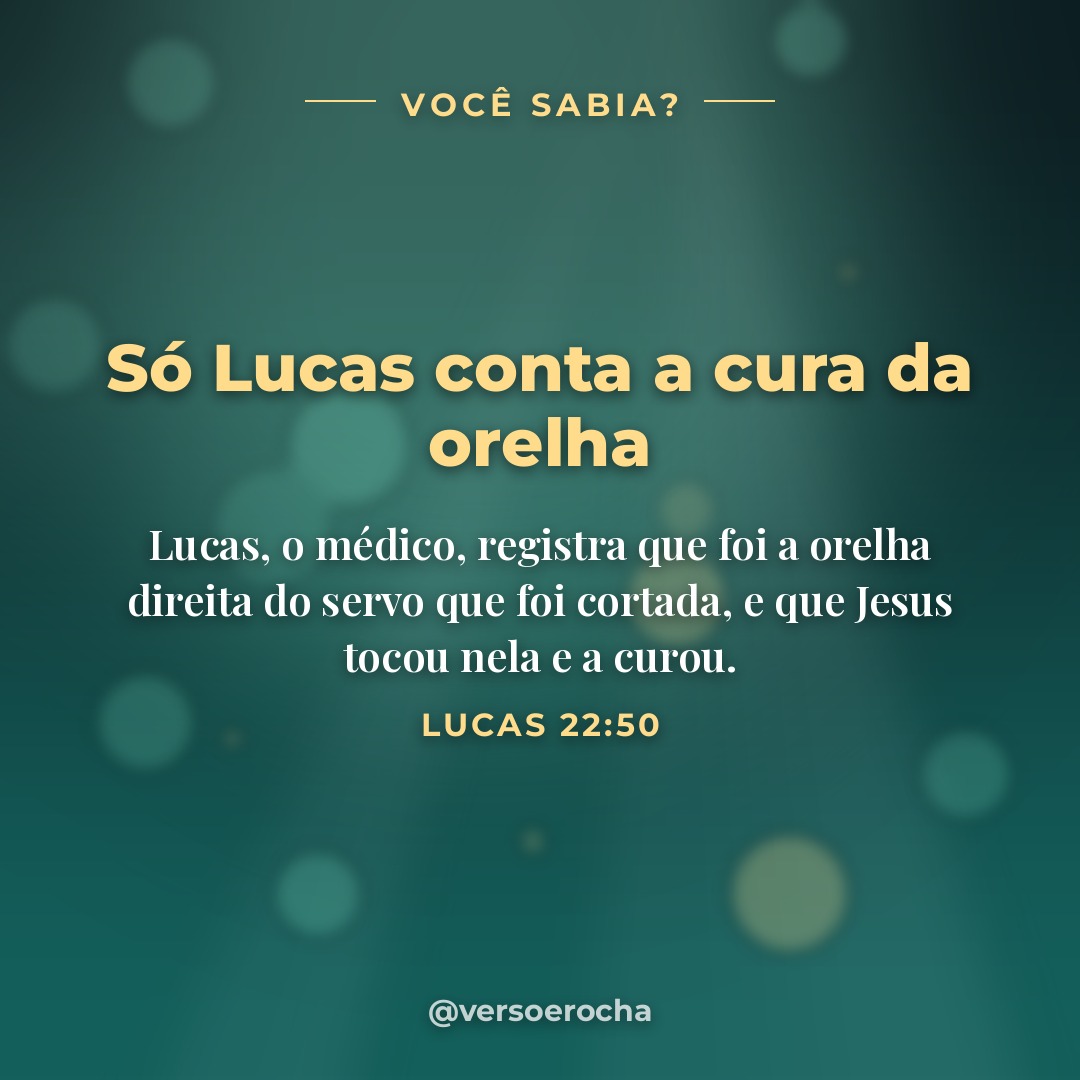 VOCÊ SABIA?
Só Lucas conta a cura da
orelha
Lucas, o médico, registra que foi a orelha
direita do servo que foi cortada, e que Jesus
tocou nela e a curou.
LUCAS 22:50
@versoerocha